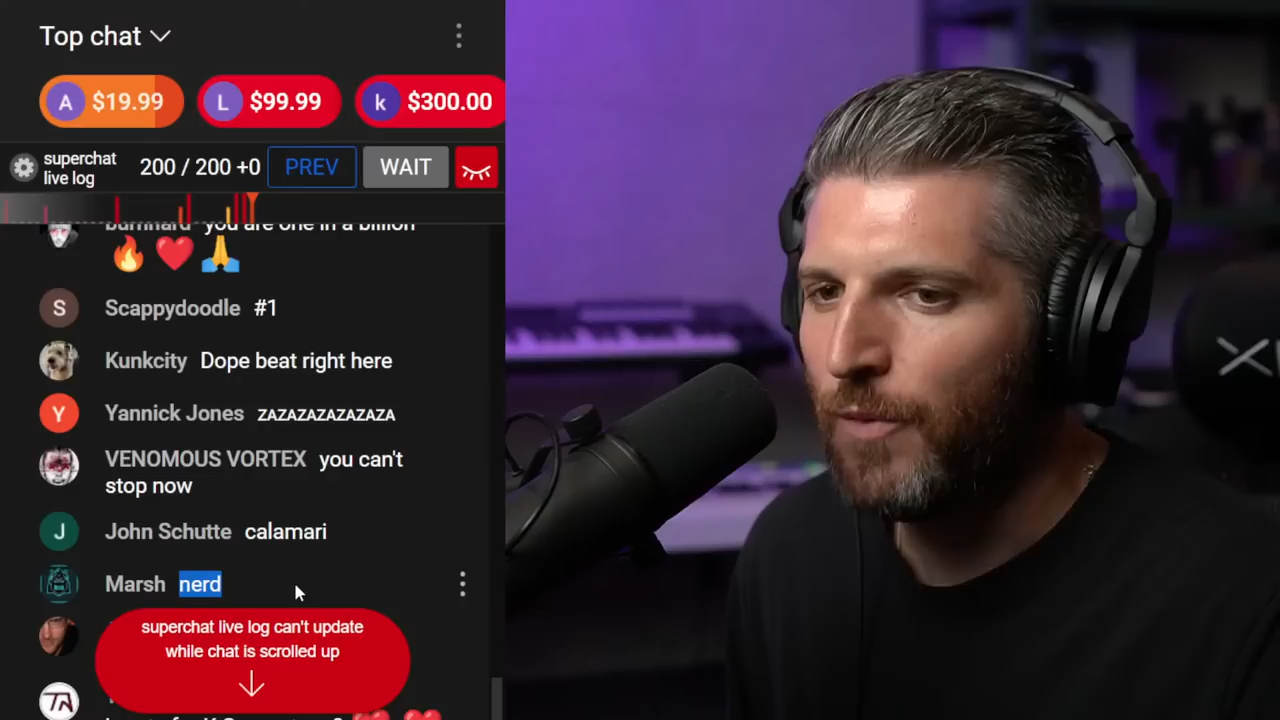 Top chat
A $19.99 L $99.99 k $300.00
superchat
live log
200 / 200 +0 PREV WAIT
burnhard you are one in a billion
S Scappydoodle #1
Kunkcity Dope beat right here
Y Yannick Jones ZAZAZAZAZAZAZA
VENOMOUS VORTEX you can't
stop now
J John Schutte calamari
Marsh nerd
superchat live log can't update
while chat is scrolled up
TA